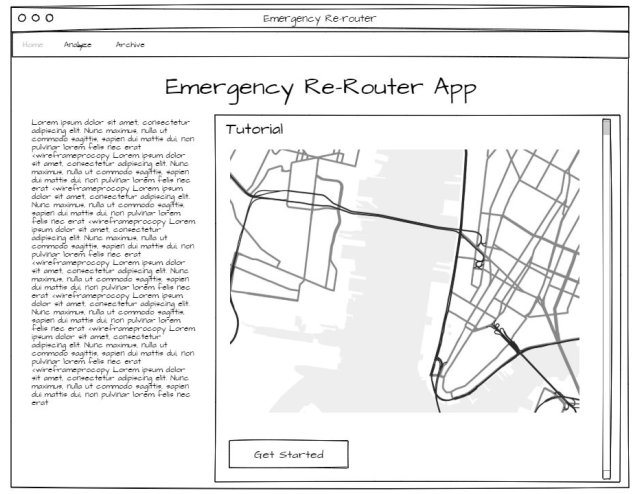 Emergency Re-router
Home Analyze Archive
Emergency Re-Router App
Lorem ipsum dolor sit amet, consectetur
adipiscing elit. Nunc maximus, nulla ut
commodo sagittis, sapien dui mattis dui, non
pulvinar lorem felis nec erat
<wireframeprocopy Lorem ipsum dolor
sit amet, consectetur adipiscing elit. Nunc
maximus, nulla ut commodo sagittis, sapien
dui mattis dui, non pulvinar lorem felis nec
erat <wireframeprocopy Lorem ipsum
dolor sit amet, consectetur adipiscing elit.
Nunc maximus, nulla ut commodo sagittis,
sapien dui mattis dui, non pulvinar lorem
felis nec erat <wireframeprocopy Lorem
ipsum dolor sit amet, consectetur
adipiscing elit. Nunc maximus, nulla ut
commodo sagittis, sapien dui mattis dui, non
pulvinar lorem felis nec erat
<wireframeprocopy Lorem ipsum dolor
sit amet, consectetur adipiscing elit. Nunc
maximus, nulla ut commodo sagittis, sapien
dui mattis dui, non pulvinar lorem felis nec
erat <wireframeprocopy Lorem ipsum
dolor sit amet, consectetur adipiscing elit.
Nunc maximus, nulla ut commodo sagittis,
sapien dui mattis dui, non pulvinar lorem
felis nec erat <wireframeprocopy Lorem
ipsum dolor sit amet, consectetur
adipiscing elit. Nunc maximus, nulla ut
commodo sagittis, sapien dui mattis dui, non
pulvinar lorem felis nec erat
<wireframeprocopy Lorem ipsum dolor
sit amet, consectetur adipiscing elit. Nunc
maximus, nulla ut commodo sagittis, sapien
dui mattis dui, non pulvinar lorem felis nec
erat
Tutorial
Get Started